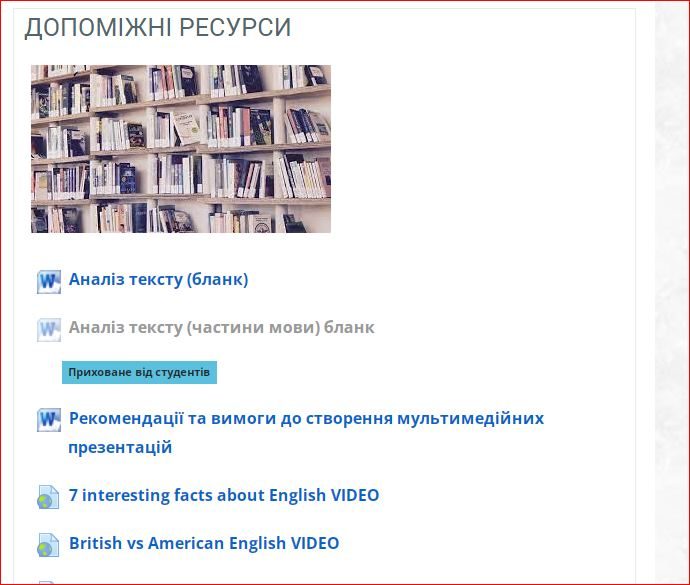 ДОПОМІЖНІ РЕСУРСИ
Аналіз тексту (бланк)
Аналіз тексту (частини мови) бланк
Приховане від студентів
Рекомендації та вимоги до створення мультимедійних
презентацій
7 interesting facts about English VIDEO
British vs American English VIDEO